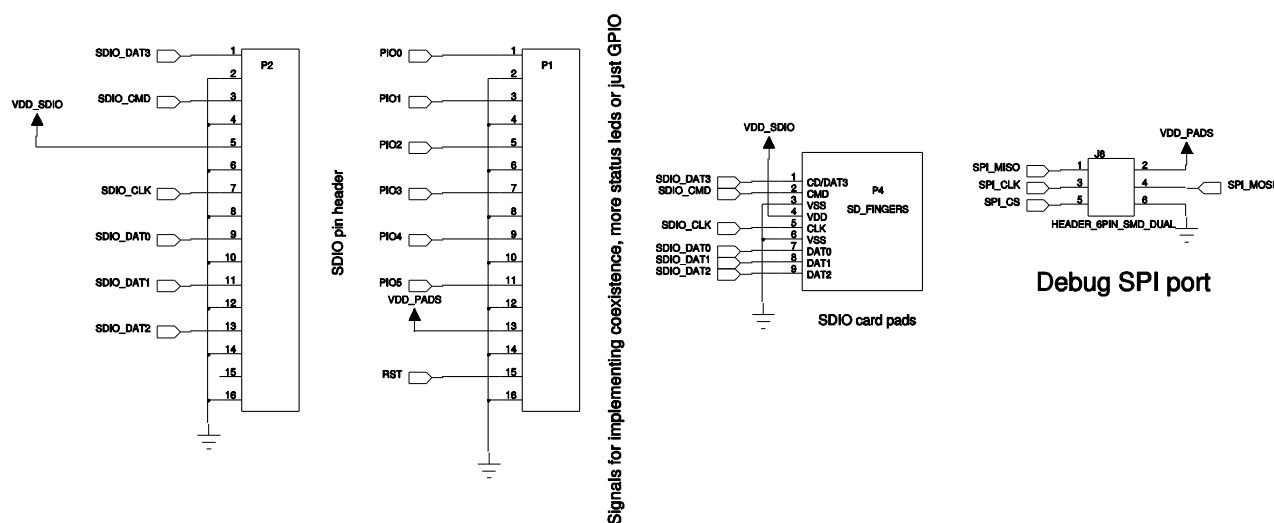 SDIO_DAT3
1
P2
2
SDIO_CMD
3
VDD_SDIO
4
5
6
SDIO_CLK
7
8
SDIO_DAT0
9
10
SDIO_DAT1
11
12
SDIO_DAT2
13
14
15
16
SDIO pin header
PIO0
1
P1
2
PIO1
3
4
PIO2
5
6
PIO3
7
8
PIO4
9
10
PIO5
11
VDD_PADS
12
13
14
RST
15
16
Signals for implementing coexistence, more status leds or just GPIO
VDD_SDIO
SDIO_DAT3 1 CD/DAT3
P4
SDIO_CMD 2 CMD
3 VSS
SD_FINGERS
4 VDD
SDIO_CLK 5 CLK
6 VSS
SDIO_DAT0 7 DAT0
SDIO_DAT1 8 DAT1
SDIO_DAT2 9 DAT2
SDIO card pads
VDD_PADS
J6
SPI_MISO 1 2
SPI_CLK 3 4 SPI_MOSI
SPI_CS 5 6
HEADER_6PIN_SMD_DUAL
Debug SPI port